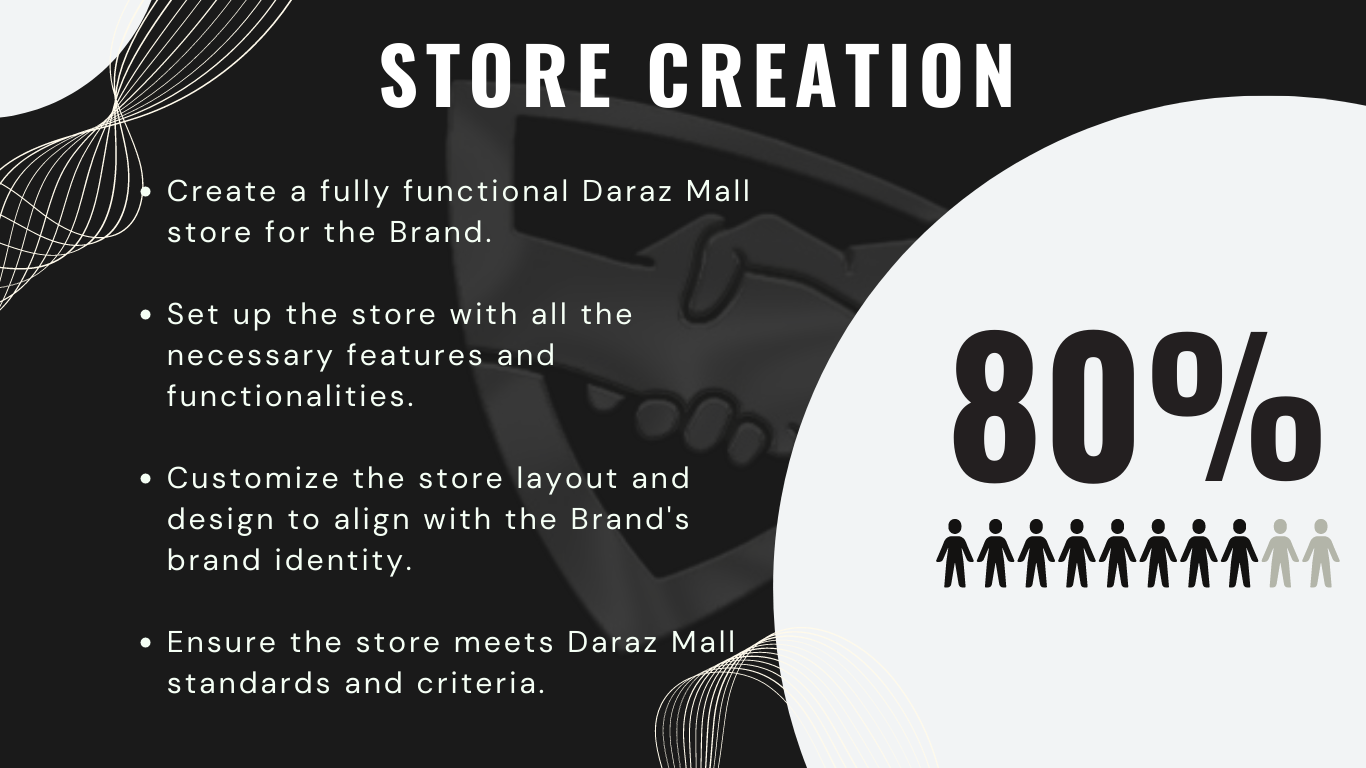 STORE CREATION
• Create a fully functional Daraz Mall
store for the Brand.
• Set up the store with all the
necessary features and
functionalities.
• Customize the store layout and
design to align with the Brand's
brand identity.
• Ensure the store meets Daraz Mall
standards and criteria.
80%